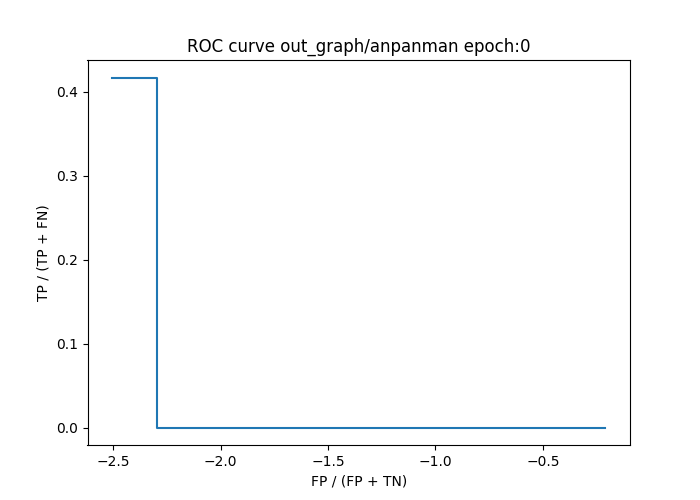 ROC curve out_graph/anpanman epoch:0
0.4
0.3
0.2
0.1
0.0
TP / (TP + FN)
−2.5 −2.0 −1.5 −1.0 −0.5
FP / (FP + TN)